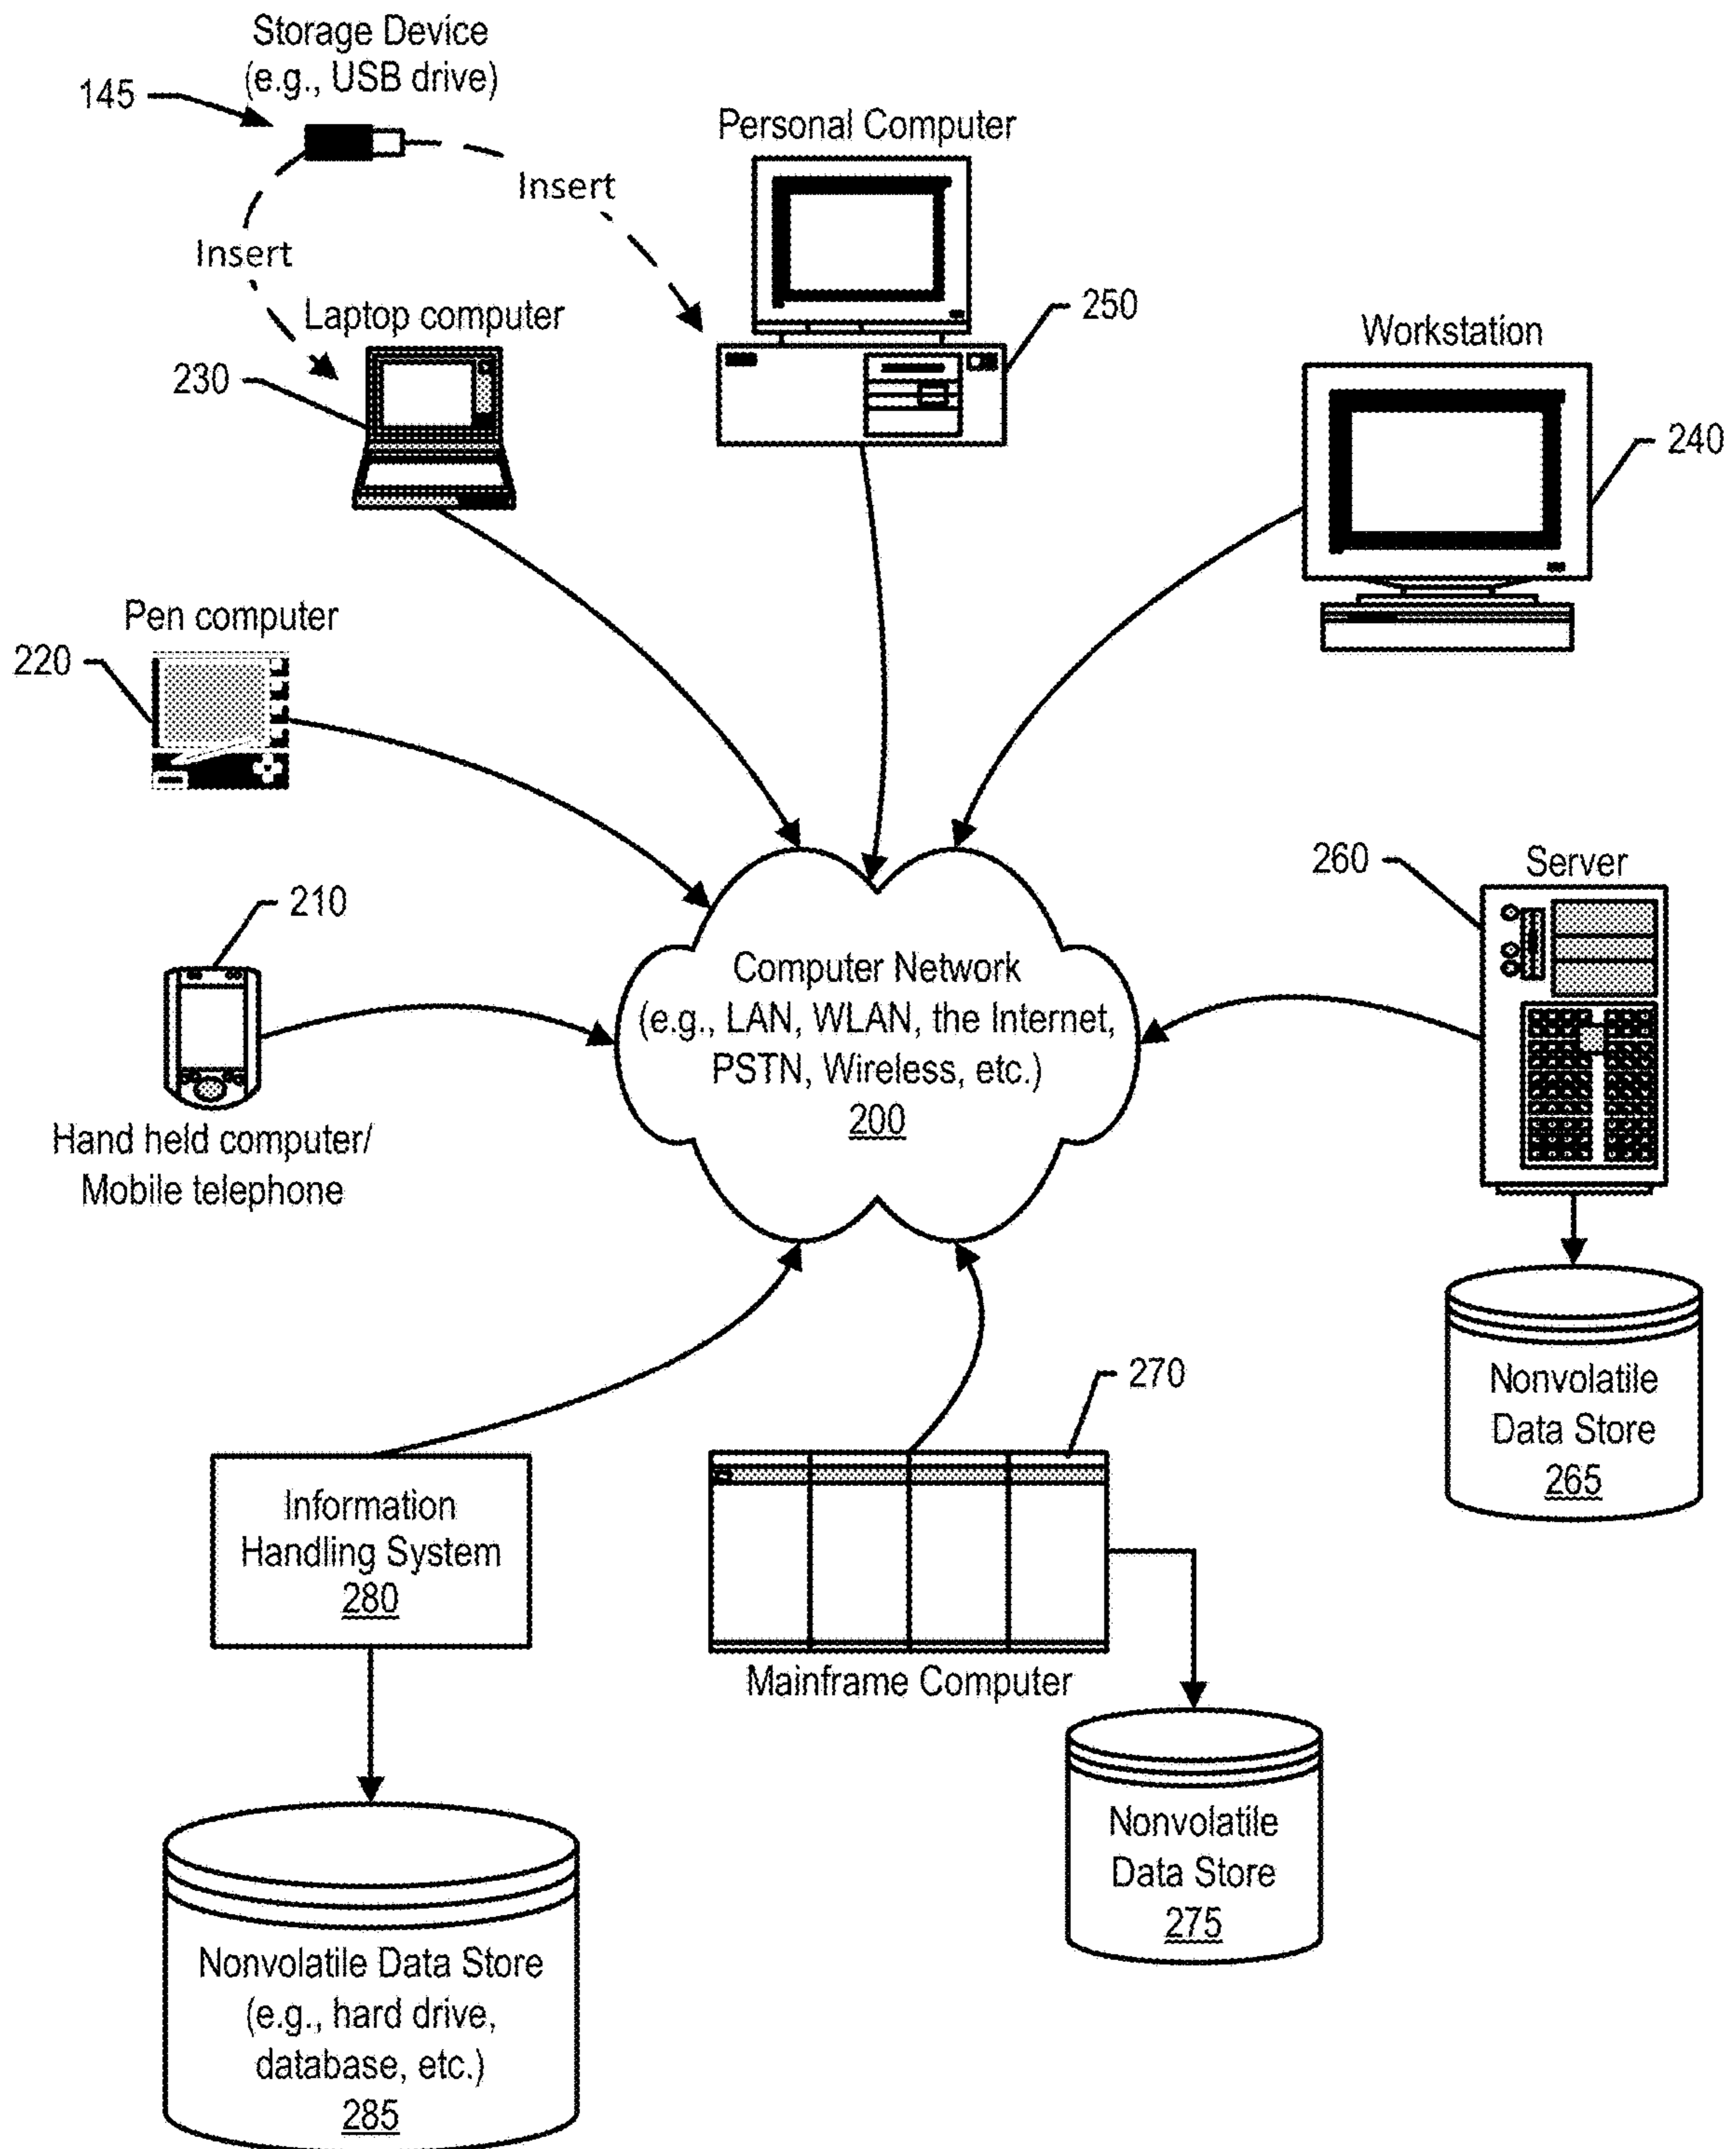 Storage Device
(e.g., USB drive)
145
Personal Computer
Insert
Insert
Laptop computer
250
Workstation
230
240
Pen computer
220
260
Server
210
Computer Network
(e.g., LAN, WLAN, the Internet,
PSTN, Wireless, etc.)
200
Hand held computer/
Mobile telephone
270
Nonvolatile
Data Store
265
Information
Handling System
280
Mainframe Computer
Nonvolatile
Data Store
275
Nonvolatile Data Store
(e.g., hard drive,
database, etc.)
285